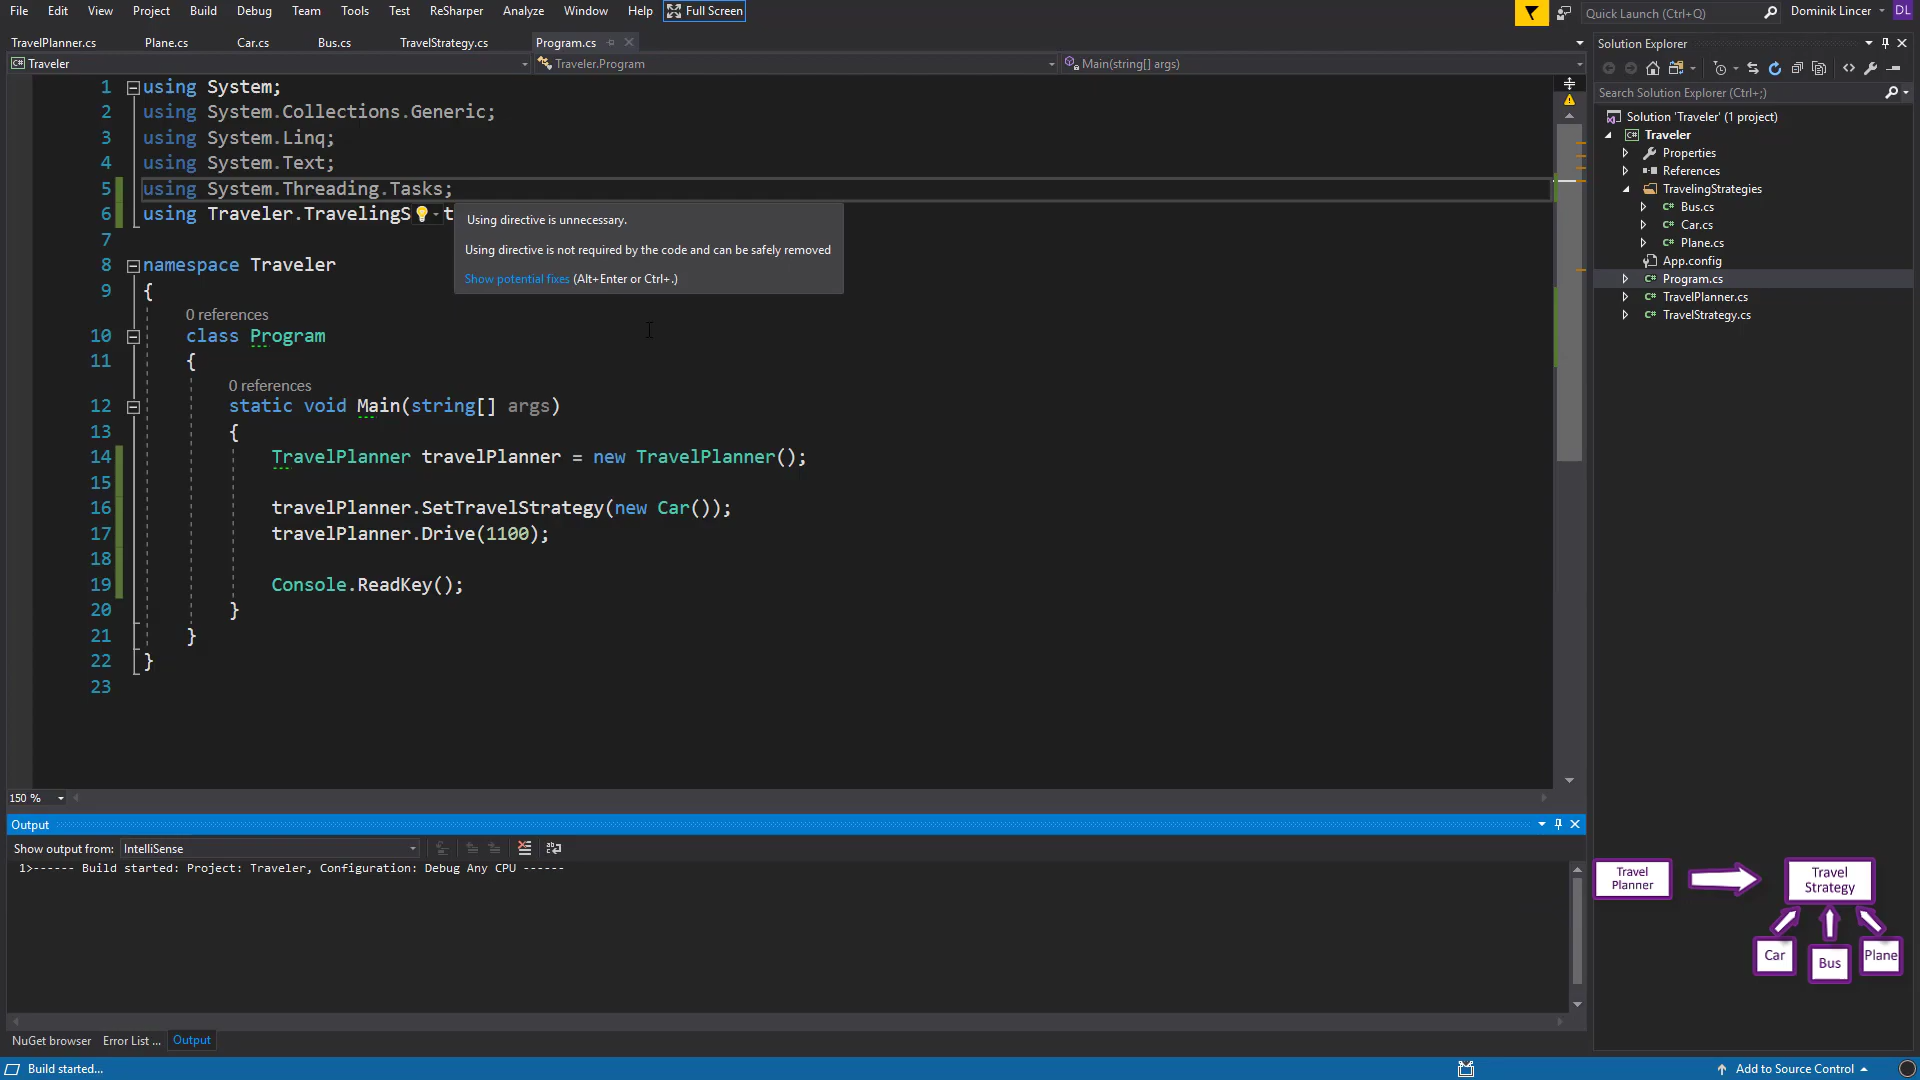 File Edit View Project Build Debug Team Tools Test ReSharper Analyze Window Help Full Screen
Quick Launch (Ctrl+Q)
Dominik Lincer
DL
TravelPlanner.cs Plane.cs Car.cs Bus.cs TravelStrategy.cs Program.cs
Traveler
Traveler.Program
Main(string[] args)
1 using System;
2 using System.Collections.Generic;
3 using System.Linq;
4 using System.Text;
5 using System.Threading.Tasks;
6 using Traveler.TravelingS t
Using directive is unnecessary.
Using directive is not required by the code and can be safely removed
Show potential fixes (Alt+Enter or Ctrl+.)
7
8 namespace Traveler
9 {
0 references
10 class Program
11 {
0 references
12 static void Main(string[] args)
13 {
14 TravelPlanner travelPlanner = new TravelPlanner();
15
16 travelPlanner.SetTravelStrategy(new Car());
17 travelPlanner.Drive(1100);
18
19 Console.ReadKey();
20 }
21 }
22 }
23
150 %
Output
Show output from: IntelliSense
1>------ Build started: Project: Traveler, Configuration: Debug Any CPU ------
NuGet browser Error List ... Output
Build started...
Add to Source Control
Solution Explorer
Search Solution Explorer (Ctrl+;)
Solution 'Traveler' (1 project)
Traveler
Properties
References
TravelingStrategies
Bus.cs
Car.cs
Plane.cs
App.config
Program.cs
TravelPlanner.cs
TravelStrategy.cs
Travel
Planner
Travel
Strategy
Car
Bus
Plane